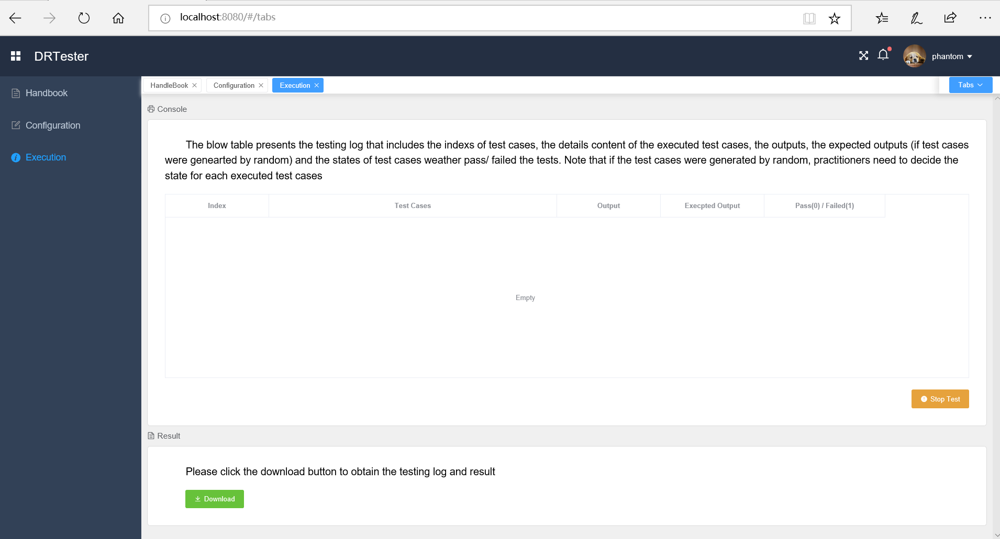 localhost:8080/#/tabs
DRTester
phantom
Handbook
Configuration
Execution
HandleBook
Configuration
Execution
Tabs
Console
The blow table presents the testing log that includes the indexs of test cases, the details content of the executed test cases, the outputs, the expected outputs (if test cases
were genearted by random) and the states of test cases weather pass/ failed the tests. Note that if the test cases were generated by random, practitioners need to decide the
state for each executed test cases
Index
Test Cases
Output
Execpted Output
Pass(0) / Failed(1)
Empty
Stop Test
Result
Please click the download button to obtain the testing log and result
Download